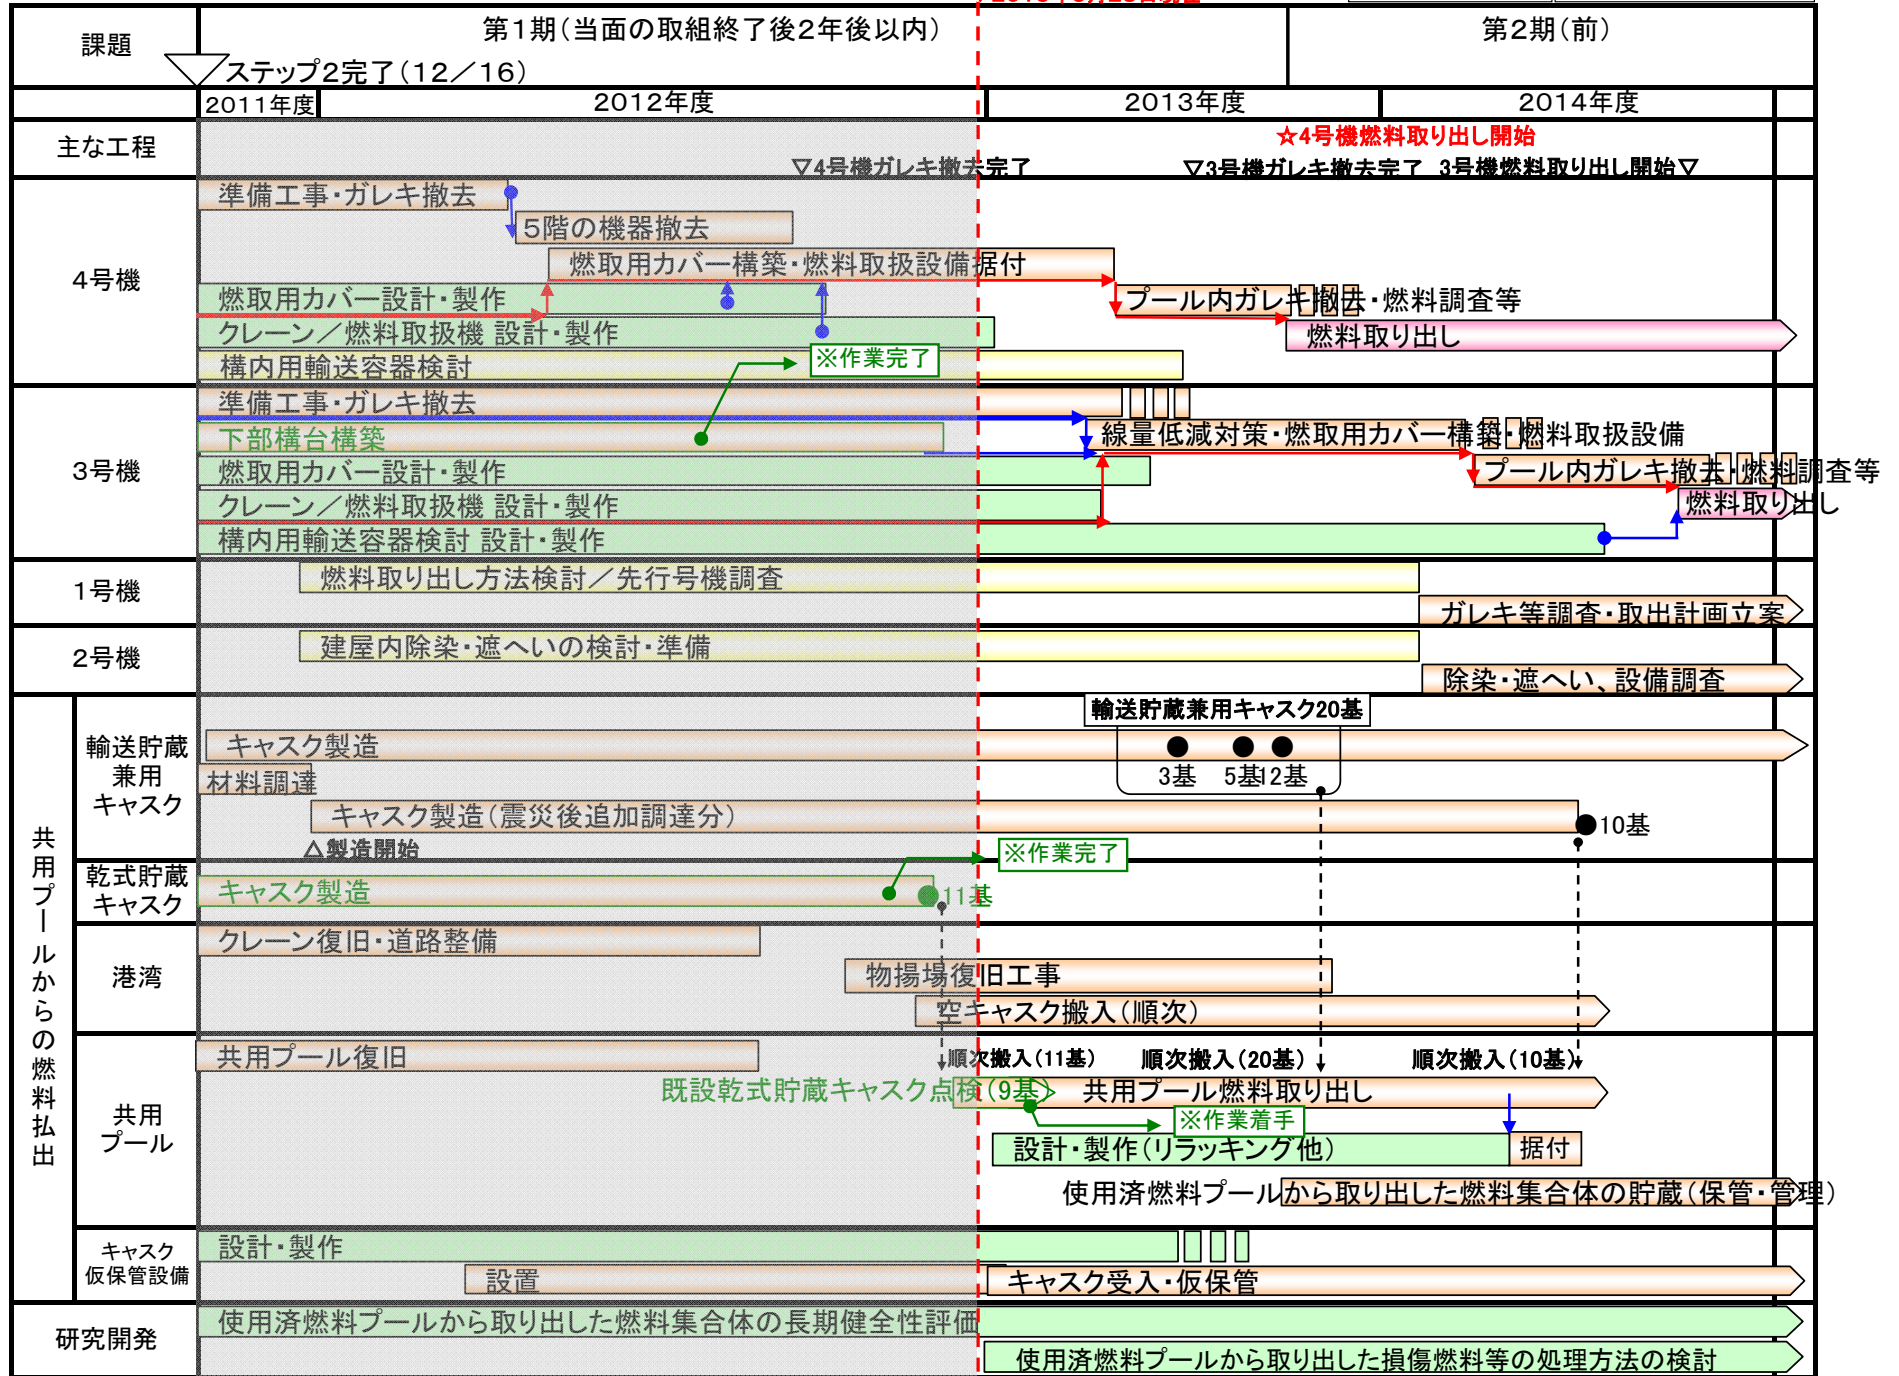 課題
第1期(当面の取組終了後2年後以内)
第2期(前)
ステップ2完了(12／16)
2011年度
2012年度
2013年度
2014年度
主な工程
☆4号機燃料取り出し開始
▽4号機ガレキ撤去完了
▽3号機ガレキ撤去完了
3号機燃料取り出し開始▽
4号機
準備工事・ガレキ撤去
5階の機器撤去
燃取用カバー構築・燃料取扱設備据付
燃取用カバー設計・製作
プール内ガレキ撤去・燃料調査等
クレーン／燃料取扱機 設計・製作
燃料取り出し
構内用輸送容器検討
※作業完了
3号機
準備工事・ガレキ撤去
下部構台構築
線量低減対策・燃取用カバー構築・燃料取扱設備
燃取用カバー設計・製作
プール内ガレキ撤去・燃料調査等
クレーン／燃料取扱機 設計・製作
燃料取り出し
構内用輸送容器検討 設計・製作
1号機
燃料取り出し方法検討／先行号機調査
ガレキ等調査・取出計画立案
2号機
建屋内除染・遮へいの検討・準備
除染・遮へい、設備調査
共用プールからの燃料払出
輸送貯蔵
兼用
キャスク
輸送貯蔵兼用キャスク20基
キャスク製造
3基
5基
12基
材料調達
キャスク製造(震災後追加調達分)
10基
△製造開始
乾式貯蔵
キャスク
※作業完了
キャスク製造
11基
港湾
クレーン復旧・道路整備
物揚場復旧工事
空キャスク搬入(順次)
共用
プール
共用プール復旧
順次搬入(11基)
順次搬入(20基)
順次搬入(10基)
既設乾式貯蔵キャスク点検(9基)
共用プール燃料取り出し
※作業着手
設計・製作(リラッキング他)
据付
使用済燃料プールから取り出した燃料集合体の貯蔵(保管・管理)
キャスク
仮保管設備
設計・製作
設置
キャスク受入・仮保管
研究開発
使用済燃料プールから取り出した燃料集合体の長期健全性評価
使用済燃料プールから取り出した損傷燃料等の処理方法の検討